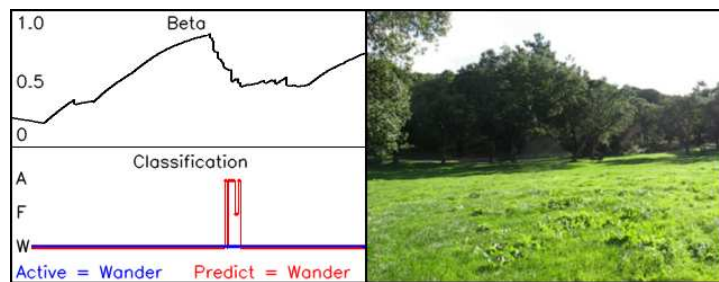 Beta
1.0
0.5
0
Classification
A
F
W
Active = Wander Predict = Wander